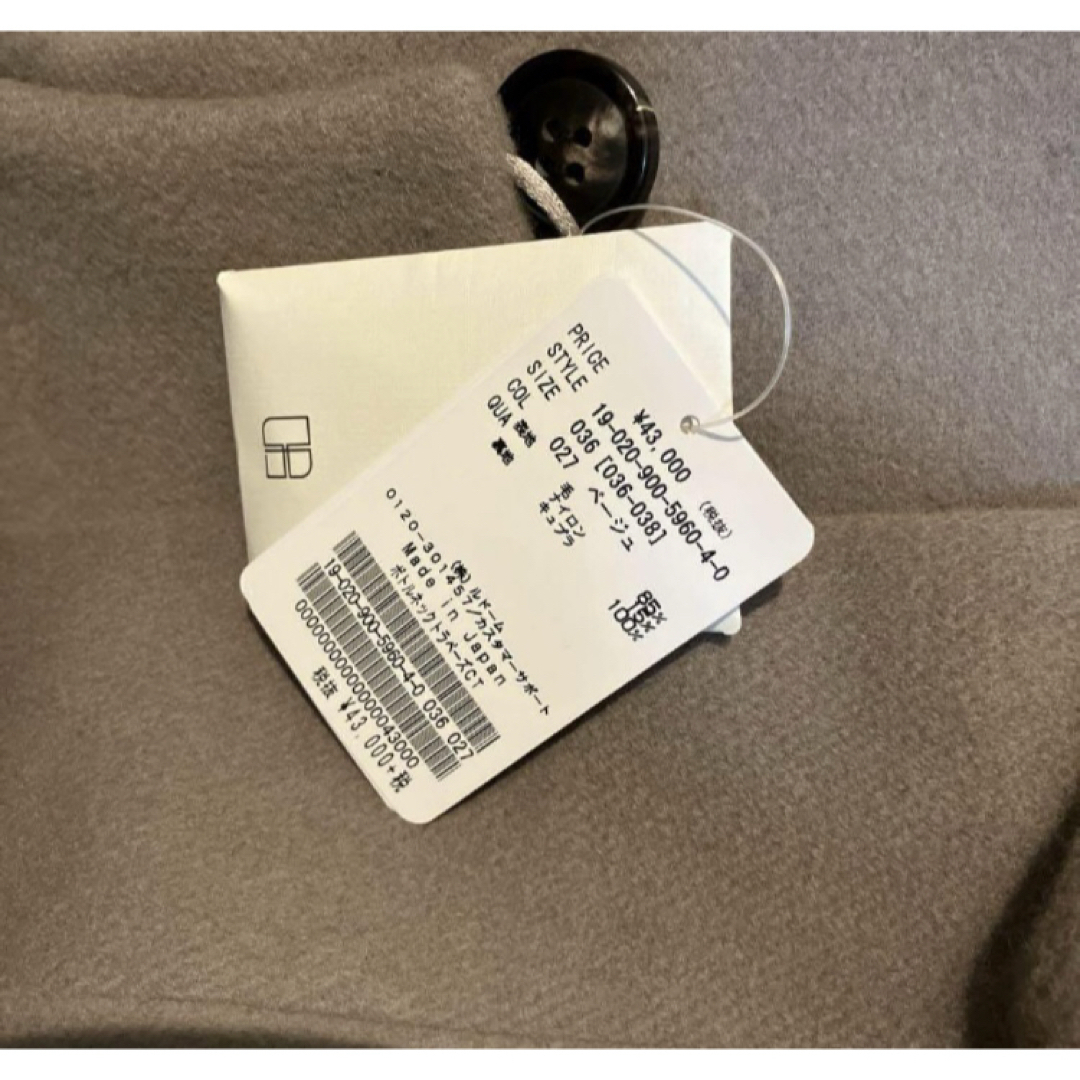 PRICE ¥43,000 (税抜)
STYLE 19-020-900-5960-4-0
SIZE 036 [036-038]
COL 027 ベージュ
QUA 表地 毛 85%
ナイロン 15%
裏地 キュプラ 100%
(株)ルドーム
0120-301457/カスタマーサポート
Made in Japan
ボトルネックトラペーズCT
19-020-900-5960-4-0 036 027
0000000000000043000
税抜 ¥43,000+税